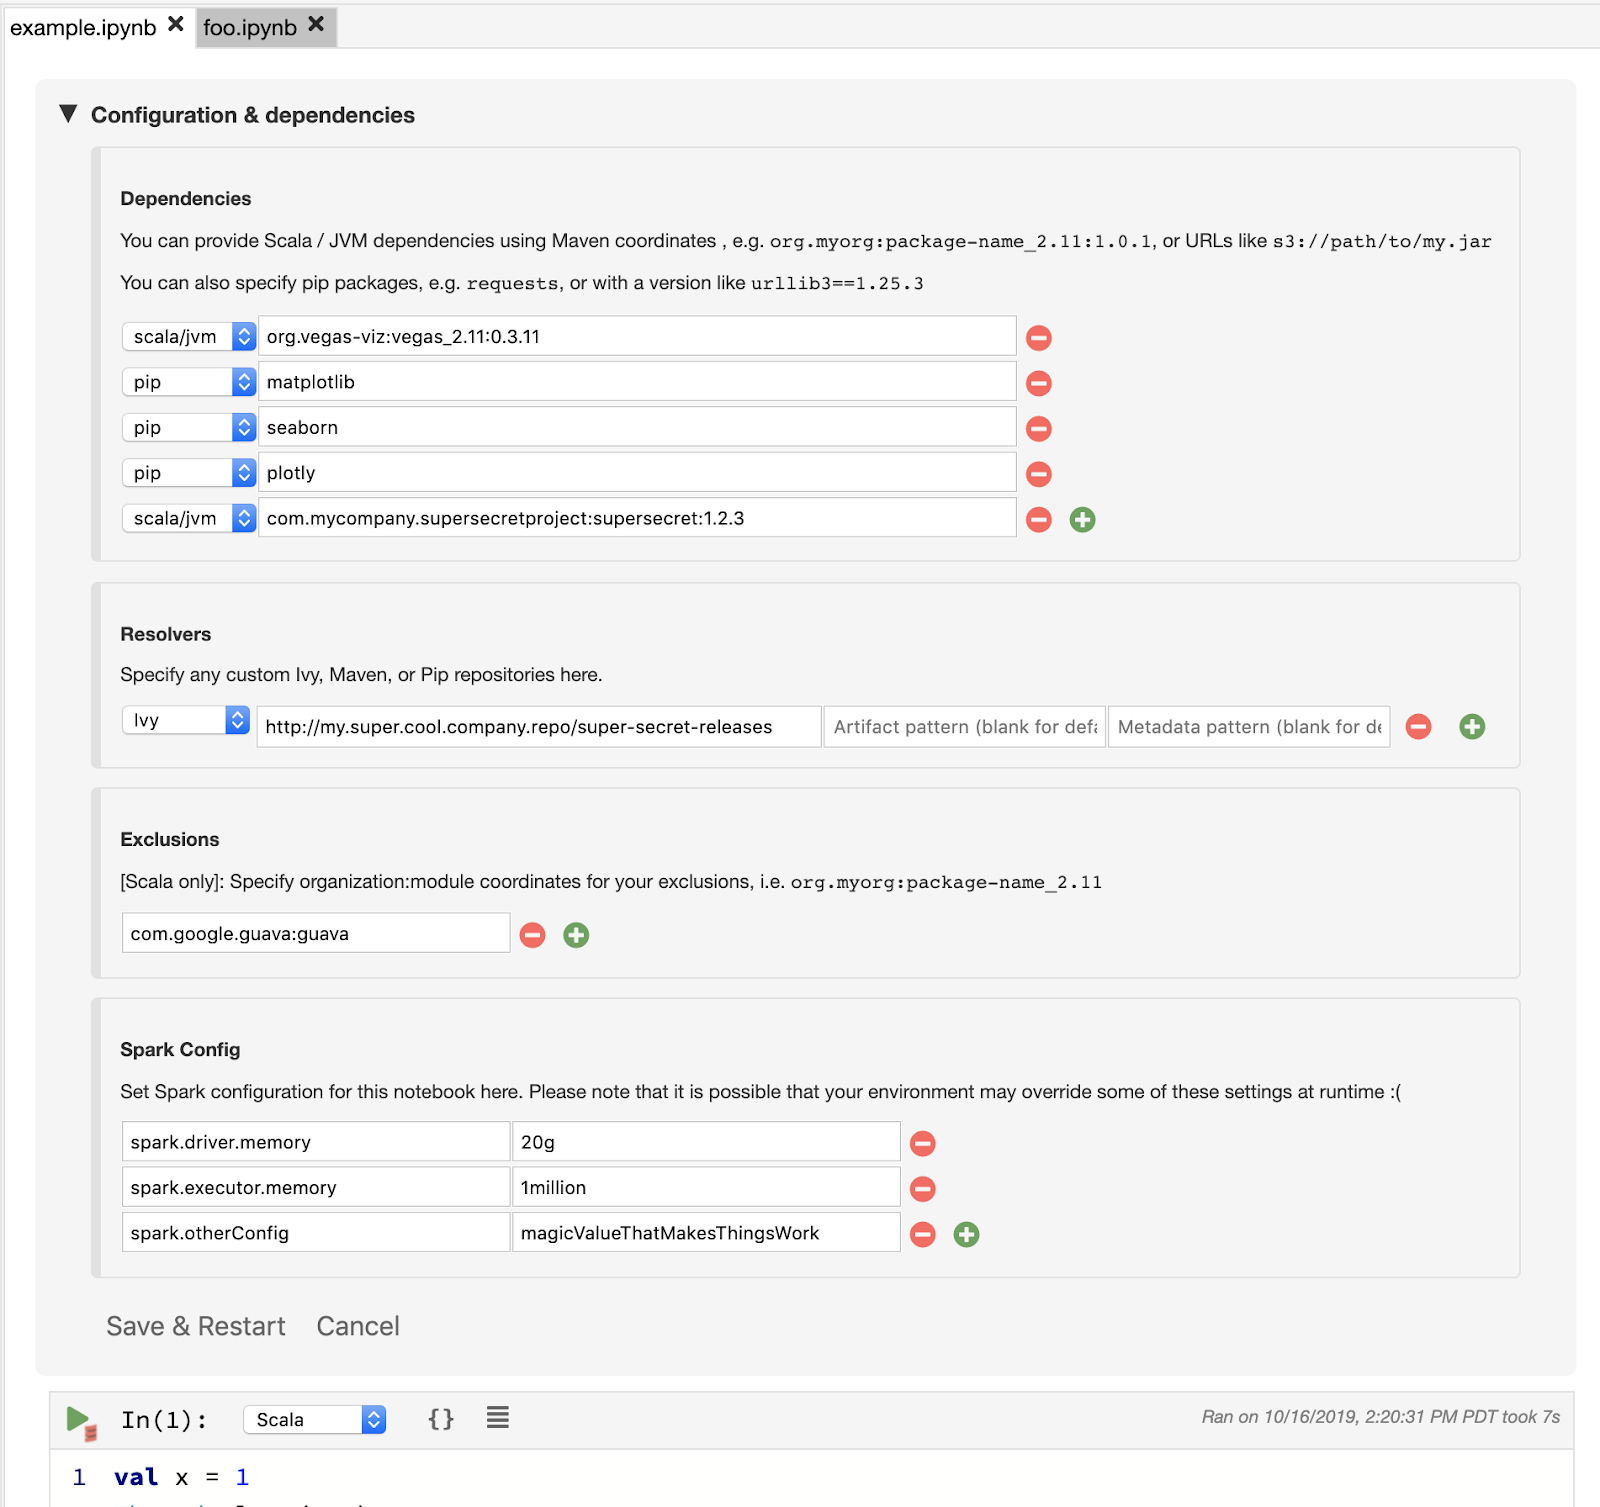 example.ipynb ✕ foo.ipynb ✕
▼ Configuration & dependencies
Dependencies
You can provide Scala / JVM dependencies using Maven coordinates , e.g. org.myorg:package-name_2.11:1.0.1, or URLs like s3://path/to/my.jar
You can also specify pip packages, e.g. requests, or with a version like urllib3==1.25.3
scala/jvm org.vegas-viz:vegas_2.11:0.3.11
pip matplotlib
pip seaborn
pip plotly
scala/jvm com.mycompany.supersecretproject:supersecret:1.2.3
Resolvers
Specify any custom Ivy, Maven, or Pip repositories here.
Ivy http://my.super.cool.company.repo/super-secret-releases Artifact pattern (blank for defa Metadata pattern (blank for de
Exclusions
[Scala only]: Specify organization:module coordinates for your exclusions, i.e. org.myorg:package-name_2.11
com.google.guava:guava
Spark Config
Set Spark configuration for this notebook here. Please note that it is possible that your environment may override some of these settings at runtime :(
spark.driver.memory 20g
spark.executor.memory 1million
spark.otherConfig magicValueThatMakesThingsWork
Save & Restart Cancel
In(1): Scala {} Ran on 10/16/2019, 2:20:31 PM PDT took 7s
1 val x = 1